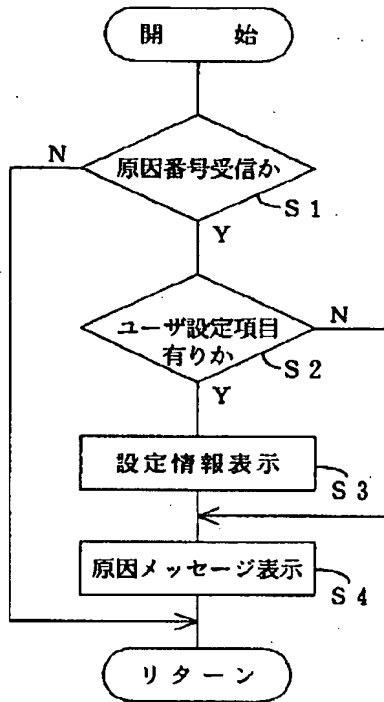 開 始
N
原因番号受信か
S1
Y
N
ユーザ設定項目
有りか
S2
Y
設定情報表示
S3
原因メッセージ表示
S4
リターン